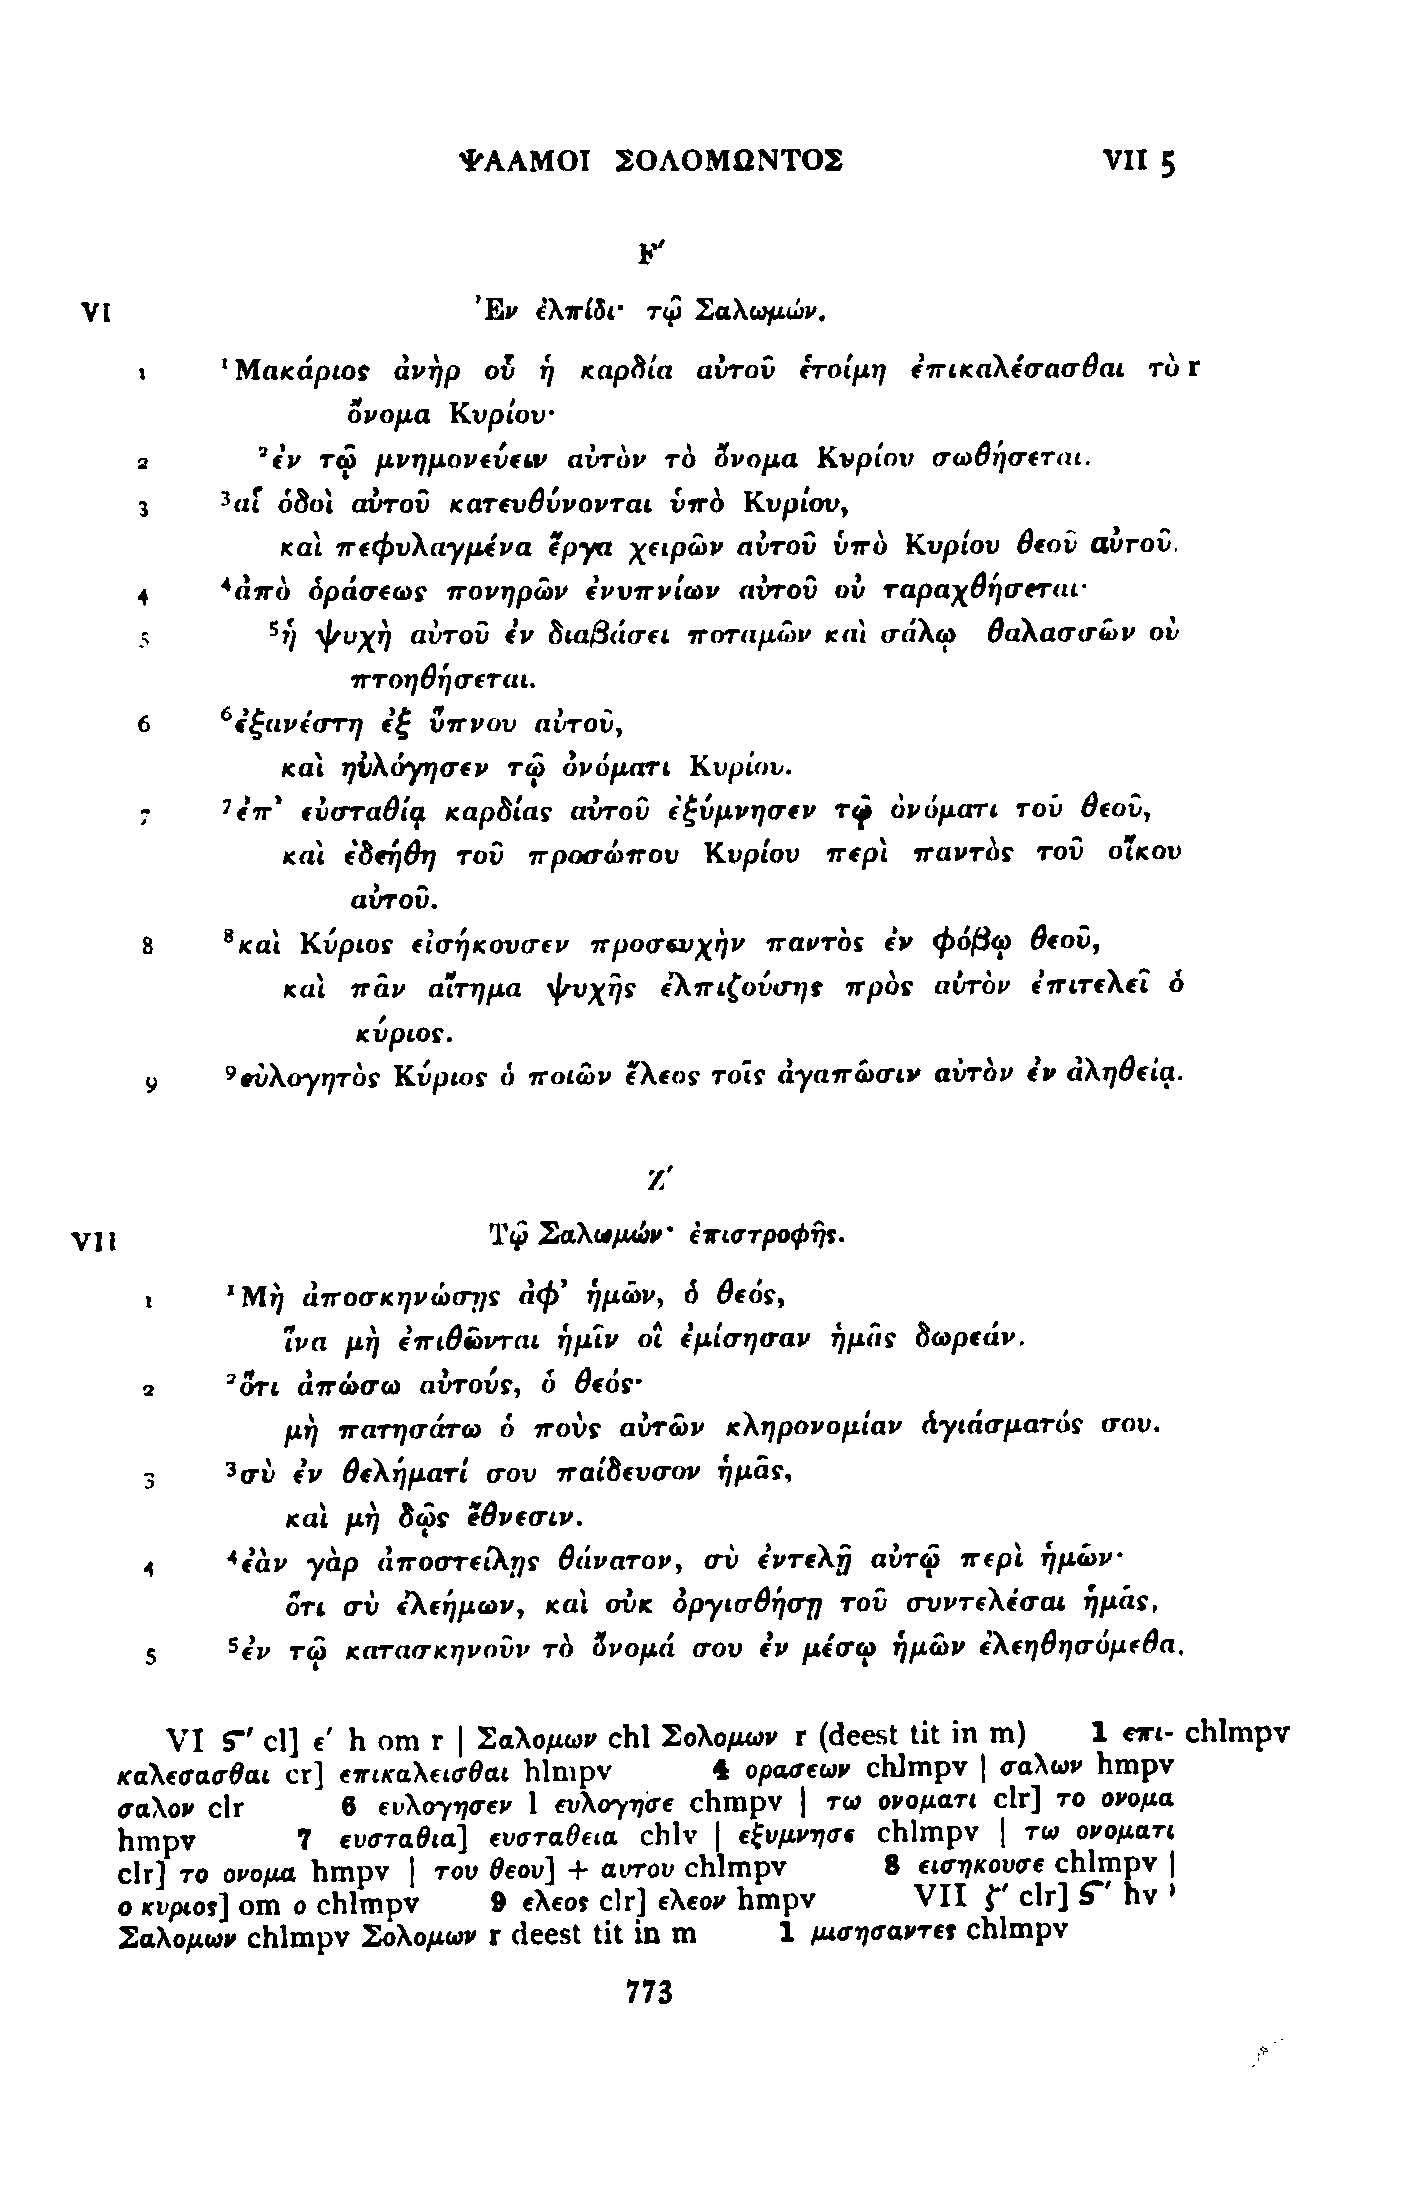 ΨΑΛΜΟΙ ΣΟΛΟΜΩΝΤΟΣ VII 5
Ϝʹ
VI Ἐν ἐλπίδι· τῷ Σαλωμών.
1 ¹Μακάριος ἀνὴρ οὗ ἡ καρδία αὐτοῦ ἑτοίμη ἐπικαλέσασθαι τὸ r
ὄνομα Κυρίου·
2 ²ἐν τῷ μνημονεύειν αὐτὸν τὸ ὄνομα Κυρίου σωθήσεται.
3 ³αἱ ὁδοὶ αὐτοῦ κατευθύνονται ὑπὸ Κυρίου,
καὶ πεφυλαγμένα ἔργα χειρῶν αὐτοῦ ὑπὸ Κυρίου θεοῦ αὐτοῦ.
4 ⁴ἀπὸ ὁράσεως πονηρῶν ἐνυπνίων αὐτοῦ οὐ ταραχθήσεται·
5 ⁵ἡ ψυχὴ αὐτοῦ ἐν διαβάσει ποταμῶν καὶ σάλῳ θαλασσῶν οὐ
πτοηθήσεται.
6 ⁶ἐξανέστη ἐξ ὕπνου αὐτοῦ,
καὶ ηὐλόγησεν τῷ ὀνόματι Κυρίου.
7 ⁷ἐπ᾽ εὐσταθίᾳ καρδίας αὐτοῦ ἐξύμνησεν τῷ ὀνόματι τοῦ θεοῦ,
καὶ ἐδεήθη τοῦ προσώπου Κυρίου περὶ παντὸς τοῦ οἴκου
αὐτοῦ.
8 ⁸καὶ Κύριος εἰσήκουσεν προσευχὴν παντὸς ἐν φόβῳ θεοῦ,
καὶ πᾶν αἴτημα ψυχῆς ἐλπιζούσης πρὸς αὐτὸν ἐπιτελεῖ ὁ
κύριος.
9 ⁹εὐλογητὸς Κύριος ὁ ποιῶν ἔλεος τοῖς ἀγαπῶσιν αὐτὸν ἐν ἀληθείᾳ.
Ζʹ
VII Τῷ Σαλωμών· ἐπιστροφῆς.
1 ¹Μὴ ἀποσκηνώσῃς ἀφ᾽ ἡμῶν, ὁ θεός,
ἵνα μὴ ἐπιθῶνται ἡμῖν οἳ ἐμίσησαν ἡμᾶς δωρεάν.
2 ²ὅτι ἀπώσω αὐτούς, ὁ θεός·
μὴ πατησάτω ὁ ποὺς αὐτῶν κληρονομίαν ἁγιάσματός σου.
3 ³σὺ ἐν θελήματί σου παίδευσον ἡμᾶς,
καὶ μὴ δῷς ἔθνεσιν.
4 ⁴ἐὰν γὰρ ἀποστείλῃς θάνατον, σὺ ἐντελῇ αὐτῷ περὶ ἡμῶν·
ὅτι σὺ ἐλεήμων, καὶ οὐκ ὀργισθήσῃ τοῦ συντελέσαι ἡμᾶς,
5 ⁵ἐν τῷ κατασκηνοῦν τὸ ὄνομά σου ἐν μέσῳ ἡμῶν ἐλεηθησόμεθα.
VI ϛʹ cl] εʹ h om r | Σαλομων chl Σολομων r (deest tit in m) 1 επι- chlmpv
καλεσασθαι cr] επικαλεισθαι hlmpv 4 ορασεων chlmpv | σαλων hmpv
σαλον clr 6 ευλογησεν l ευλογησε chmpv | τω ονοματι clr] το ονομα
hmpv 7 ευσταθια] ευσταθεια chlv | εξυμνησε chlmpv | τω ονοματι
clr] το ονομα hmpv | του θεου] + αυτου chlmpv 8 εισηκουσε chlmpv |
ο κυριος] om ο chlmpv 9 ελεος clr] ελεον hmpv VII ζʹ clr] ϛʹ hv |
Σαλομων chlmpv Σολομων r deest tit in m 1 μισησαντες chlmpv
773